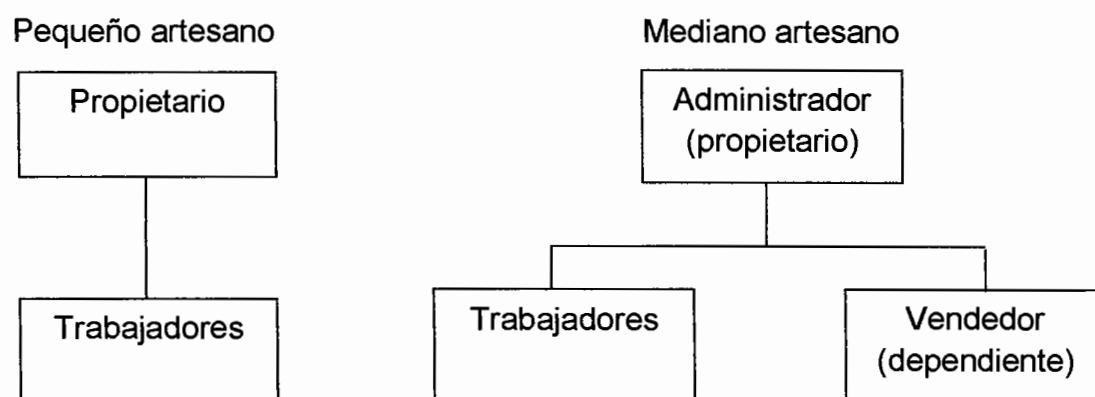 Pequeño artesano
Propietario
Trabajadores
Mediano artesano
Administrador
(propietario)
Trabajadores
Vendedor
(dependiente)